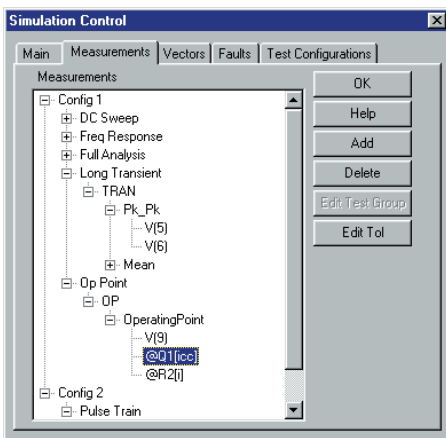 Simulation Control
Main Measurements Vectors Faults Test Configurations
Measurements
Config 1
DC Sweep
Freq Response
Full Analysis
Long Transient
TRAN
Pk_Pk
V(5)
V(6)
Mean
Op Point
OP
OperatingPoint
V(9)
@Q1[icc]
@R2[i]
Config 2
Pulse Train
OK
Help
Add
Delete
Edit Test Group
Edit Tol